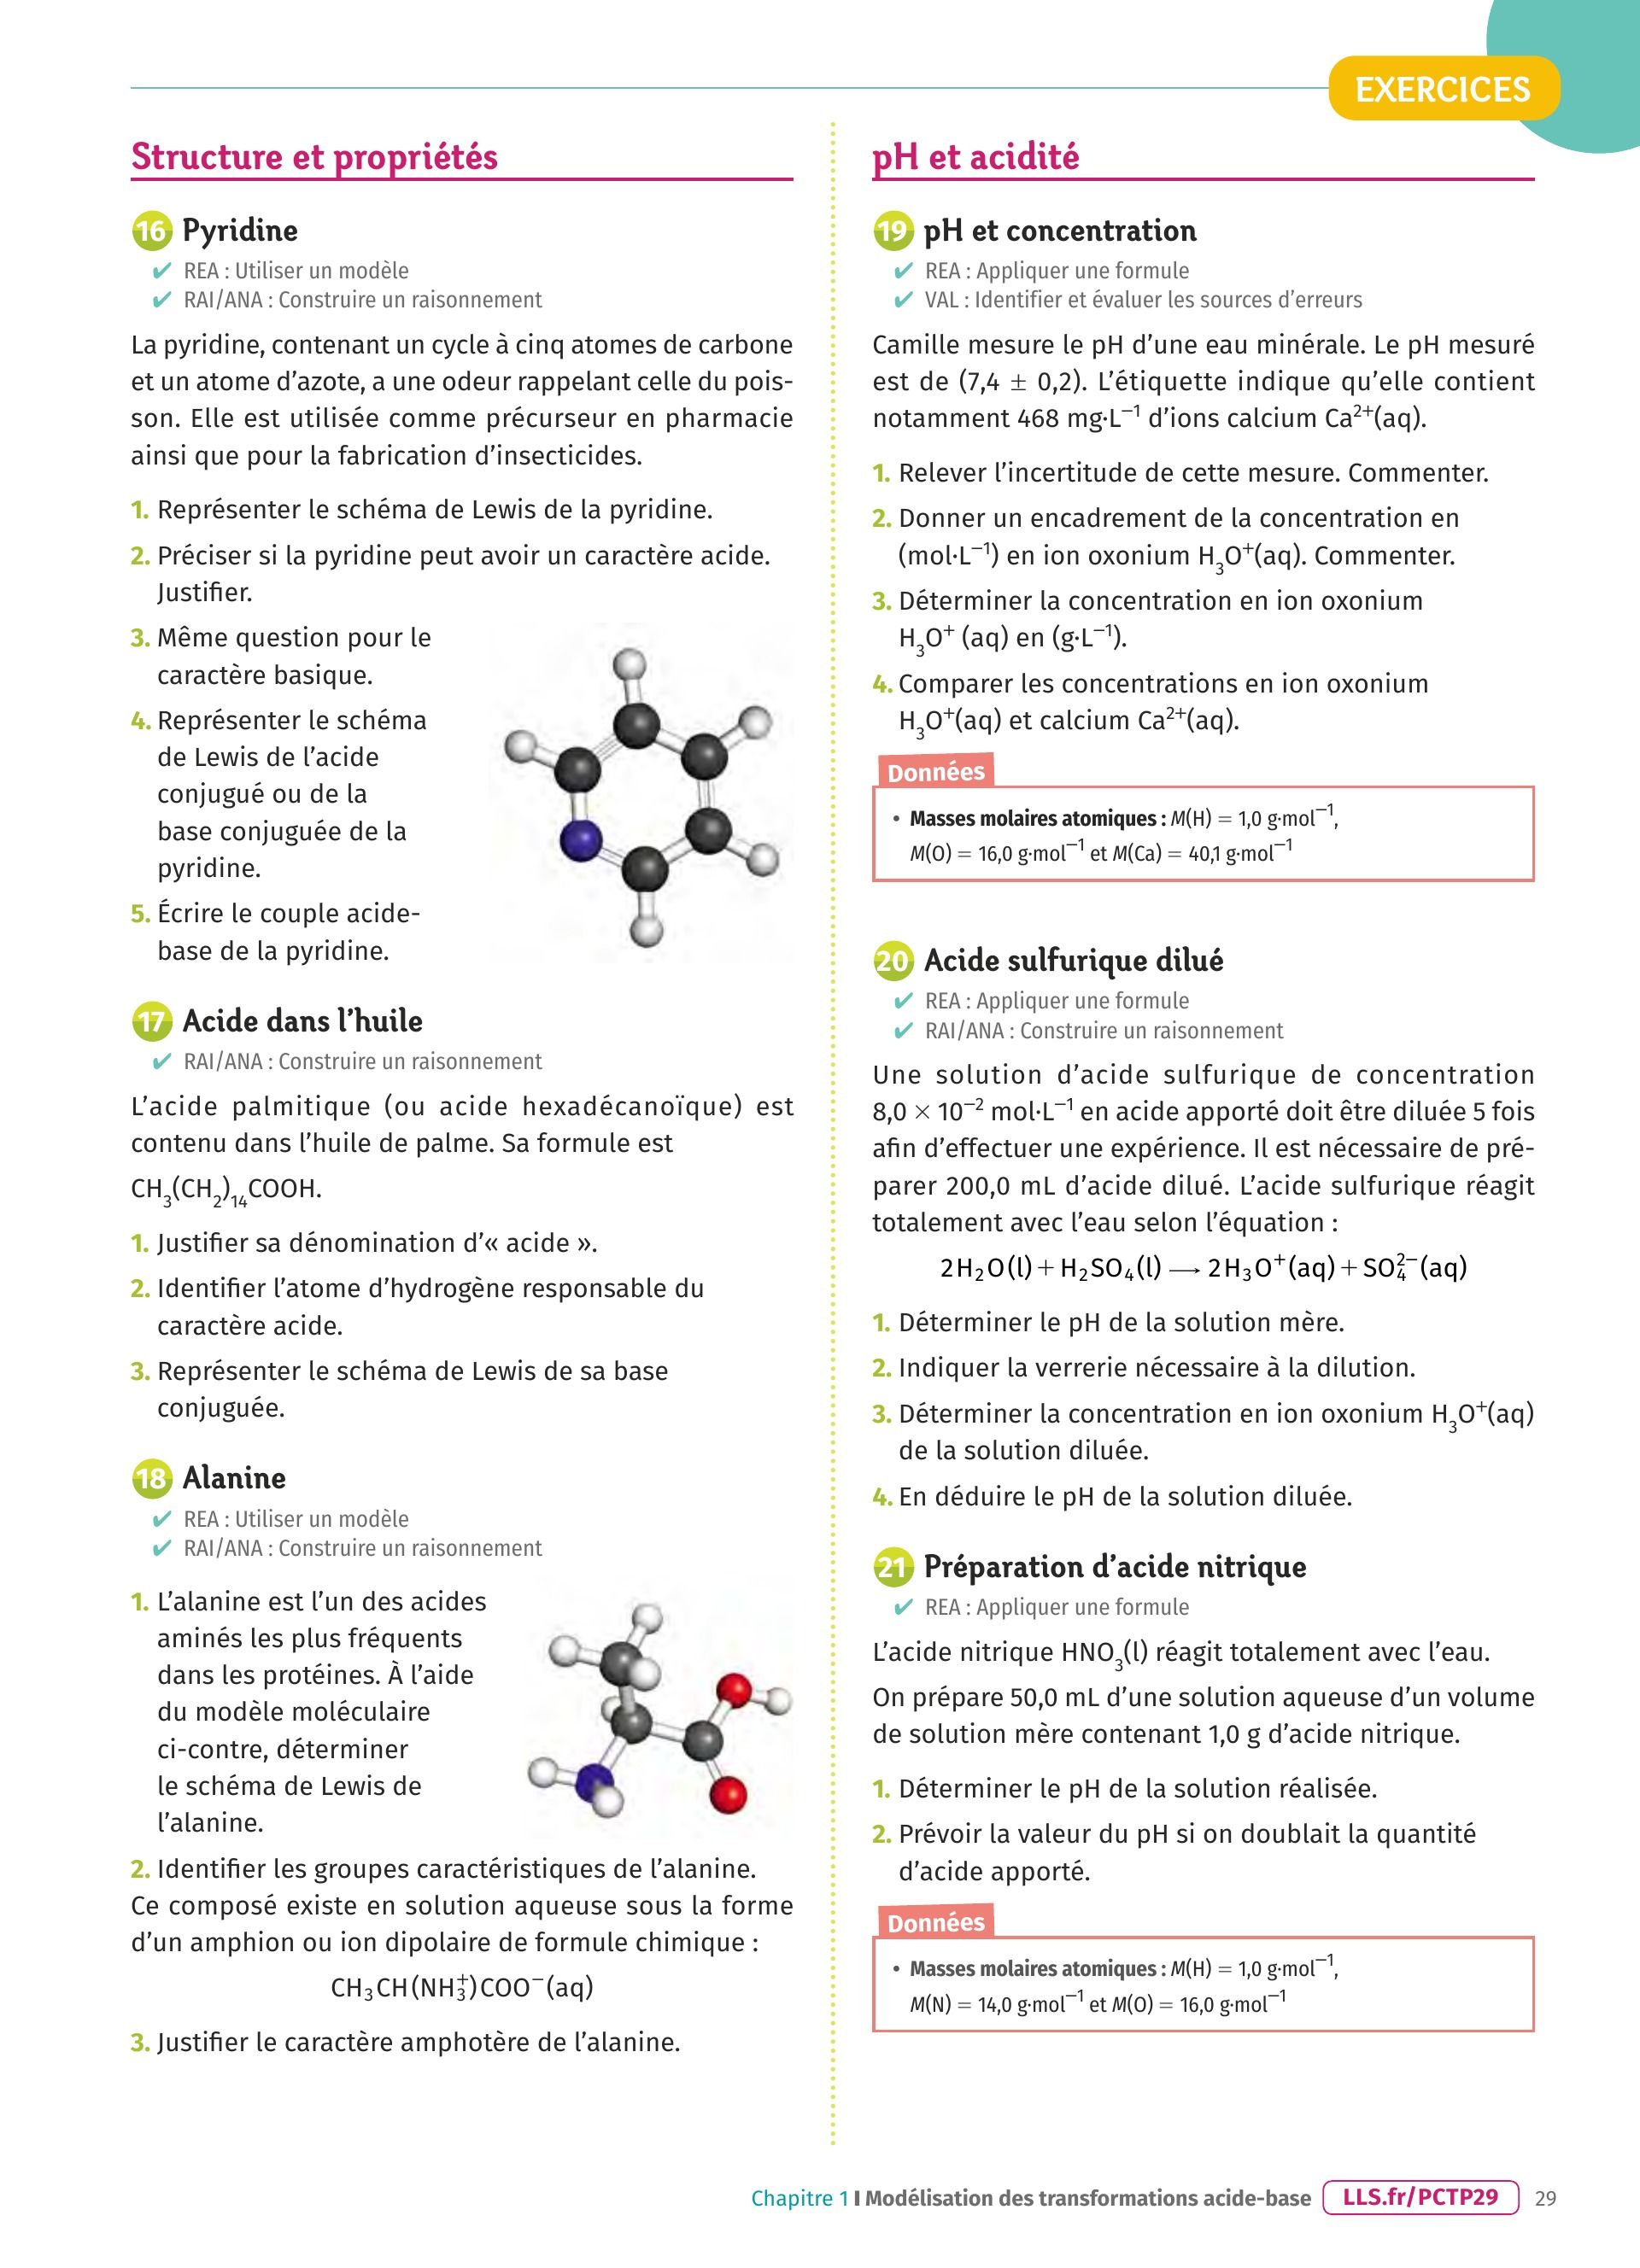 EXERCICES
Structure et propriétés
16 Pyridine
✔ REA : Utiliser un modèle
✔ RAI/ANA : Construire un raisonnement
La pyridine, contenant un cycle à cinq atomes de carbone
et un atome d’azote, a une odeur rappelant celle du pois-
son. Elle est utilisée comme précurseur en pharmacie
ainsi que pour la fabrication d’insecticides.
1. Représenter le schéma de Lewis de la pyridine.
2. Préciser si la pyridine peut avoir un caractère acide.
Justifier.
3. Même question pour le
caractère basique.
4. Représenter le schéma
de Lewis de l’acide
conjugué ou de la
base conjuguée de la
pyridine.
5. Écrire le couple acide-
base de la pyridine.
17 Acide dans l’huile
✔ RAI/ANA : Construire un raisonnement
L’acide palmitique (ou acide hexadécanoïque) est
contenu dans l’huile de palme. Sa formule est
CH₃(CH₂)₁₄COOH.
1. Justifier sa dénomination d’« acide ».
2. Identifier l’atome d’hydrogène responsable du
caractère acide.
3. Représenter le schéma de Lewis de sa base
conjuguée.
18 Alanine
✔ REA : Utiliser un modèle
✔ RAI/ANA : Construire un raisonnement
1. L’alanine est l’un des acides
aminés les plus fréquents
dans les protéines. À l’aide
du modèle moléculaire
ci-contre, déterminer
le schéma de Lewis de
l’alanine.
2. Identifier les groupes caractéristiques de l’alanine.
Ce composé existe en solution aqueuse sous la forme
d’un amphion ou ion dipolaire de formule chimique :
CH₃CH(NH₃⁺)COO⁻(aq)
3. Justifier le caractère amphotère de l’alanine.
pH et acidité
19 pH et concentration
✔ REA : Appliquer une formule
✔ VAL : Identifier et évaluer les sources d’erreurs
Camille mesure le pH d’une eau minérale. Le pH mesuré
est de (7,4 ± 0,2). L’étiquette indique qu’elle contient
notamment 468 mg·L⁻¹ d’ions calcium Ca²⁺(aq).
1. Relever l’incertitude de cette mesure. Commenter.
2. Donner un encadrement de la concentration en
(mol·L⁻¹) en ion oxonium H₃O⁺(aq). Commenter.
3. Déterminer la concentration en ion oxonium
H₃O⁺ (aq) en (g·L⁻¹).
4. Comparer les concentrations en ion oxonium
H₃O⁺(aq) et calcium Ca²⁺(aq).
Données
• Masses molaires atomiques : M(H) = 1,0 g·mol⁻¹,
M(O) = 16,0 g·mol⁻¹ et M(Ca) = 40,1 g·mol⁻¹
20 Acide sulfurique dilué
✔ REA : Appliquer une formule
✔ RAI/ANA : Construire un raisonnement
Une solution d’acide sulfurique de concentration
8,0 × 10⁻² mol·L⁻¹ en acide apporté doit être diluée 5 fois
afin d’effectuer une expérience. Il est nécessaire de pré-
parer 200,0 mL d’acide dilué. L’acide sulfurique réagit
totalement avec l’eau selon l’équation :
2H₂O(l) + H₂SO₄(l) ⟶ 2H₃O⁺(aq) + SO₄²⁻(aq)
1. Déterminer le pH de la solution mère.
2. Indiquer la verrerie nécessaire à la dilution.
3. Déterminer la concentration en ion oxonium H₃O⁺(aq)
de la solution diluée.
4. En déduire le pH de la solution diluée.
21 Préparation d’acide nitrique
✔ REA : Appliquer une formule
L’acide nitrique HNO₃(l) réagit totalement avec l’eau.
On prépare 50,0 mL d’une solution aqueuse d’un volume
de solution mère contenant 1,0 g d’acide nitrique.
1. Déterminer le pH de la solution réalisée.
2. Prévoir la valeur du pH si on doublait la quantité
d’acide apporté.
Données
• Masses molaires atomiques : M(H) = 1,0 g·mol⁻¹,
M(N) = 14,0 g·mol⁻¹ et M(O) = 16,0 g·mol⁻¹
Chapitre 1 I Modélisation des transformations acide-base LLS.fr/PCTP29 29